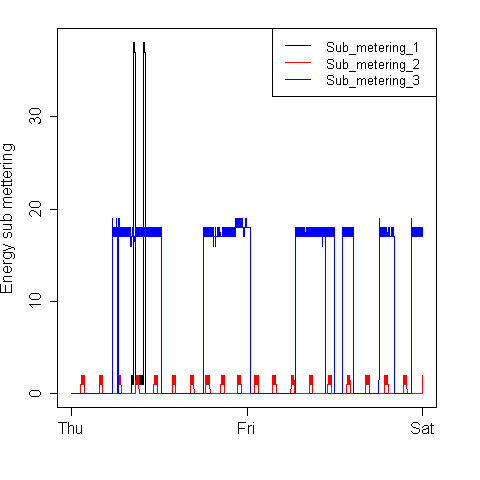 Sub_metering_1
Sub_metering_2
Sub_metering_3
Energy sub mettering
30
20
10
0
Thu Fri Sat